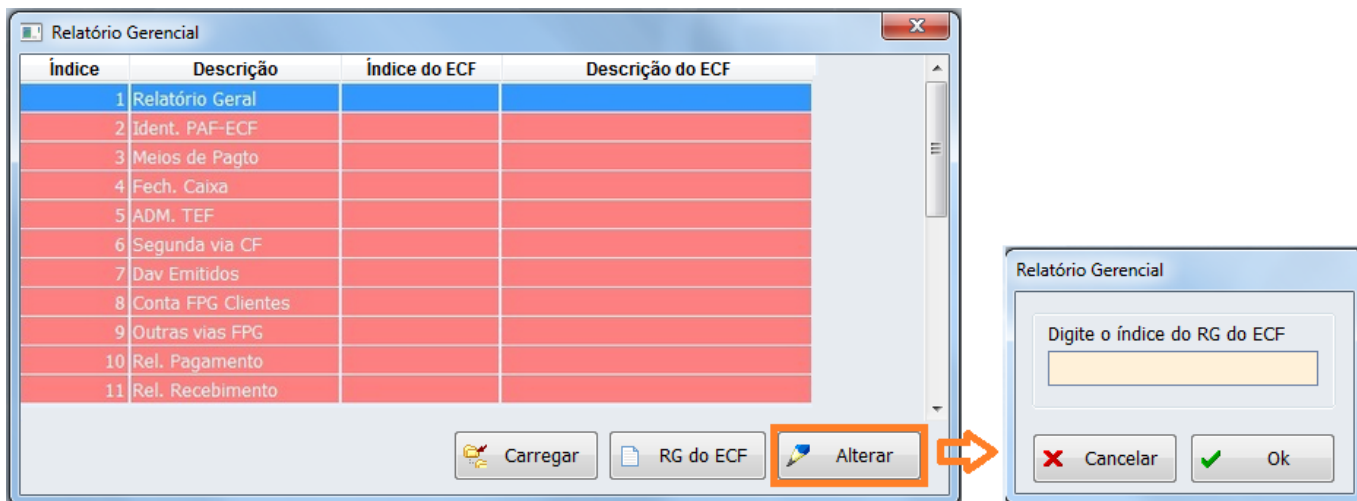 Relatório Gerencial
Índice Descrição Índice do ECF Descrição do ECF
1 Relatório Geral
2 Ident. PAF-ECF
3 Meios de Pagto
4 Fech. Caixa
5 ADM. TEF
6 Segunda via CF
7 Dav Emitidos
8 Conta FPG Clientes
9 Outras vias FPG
10 Rel. Pagamento
11 Rel. Recebimento
Carregar RG do ECF Alterar
Relatório Gerencial
Digite o índice do RG do ECF
Cancelar Ok